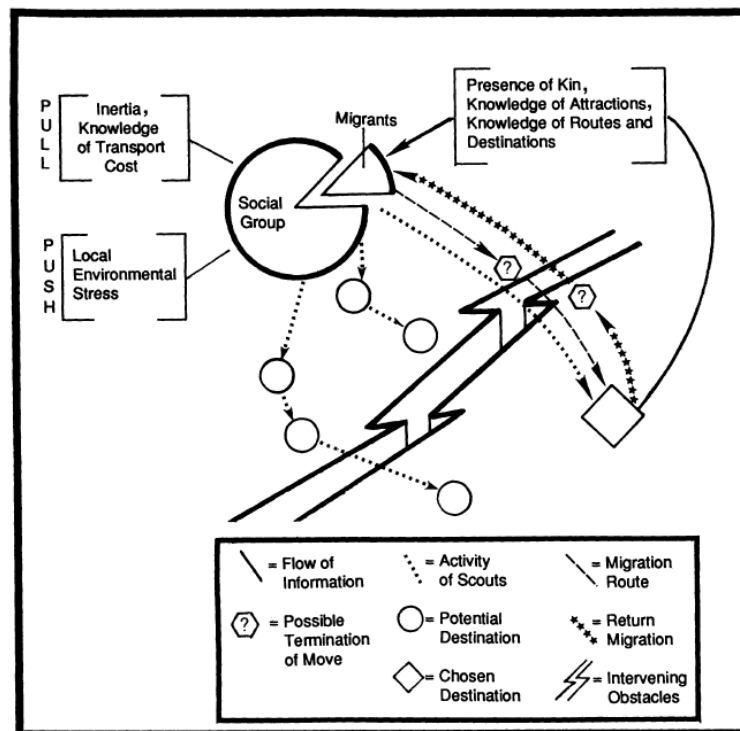 PULL
Inertia,
Knowledge
of Transport
Cost
Migrants
Presence of Kin,
Knowledge of Attractions,
Knowledge of Routes and
Destinations
Social
Group
PUSH
Local
Environmental
Stress
?
?
= Flow of
Information
= Activity
of Scouts
= Migration
Route
?
= Possible
Termination
of Move
= Potential
Destination
= Return
Migration
= Chosen
Destination
= Intervening
Obstacles